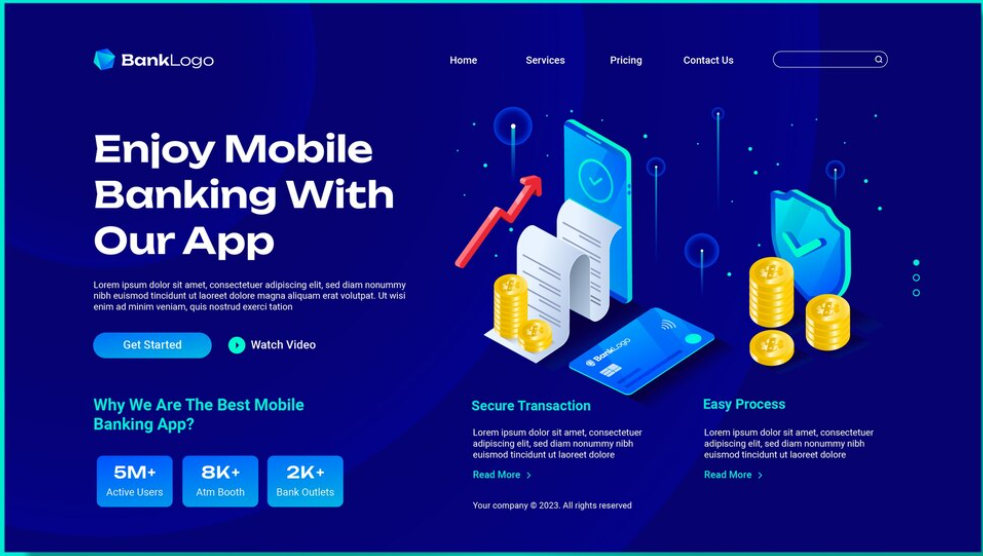 BankLogo
Home
Services
Pricing
Contact Us
Enjoy Mobile
Banking With
Our App
Lorem ipsum dolor sit amet, consectetuer adipiscing elit, sed diam nonummy
nibh euismod tincidunt ut laoreet dolore magna aliquam erat volutpat. Ut wisi
enim ad minim veniam, quis nostrud exerci tation
Get Started
Watch Video
BankLogo
Why We Are The Best Mobile
Banking App?
5M+
Active Users
8K+
Atm Booth
2K+
Bank Outlets
Secure Transaction
Lorem ipsum dolor sit amet, consectetuer
adipiscing elit, sed diam nonummy nibh
euismod tincidunt ut laoreet dolore
Read More
Easy Process
Lorem ipsum dolor sit amet, consectetuer
adipiscing elit, sed diam nonummy nibh
euismod tincidunt ut laoreet dolore
Read More
Your company © 2023. All rights reserved